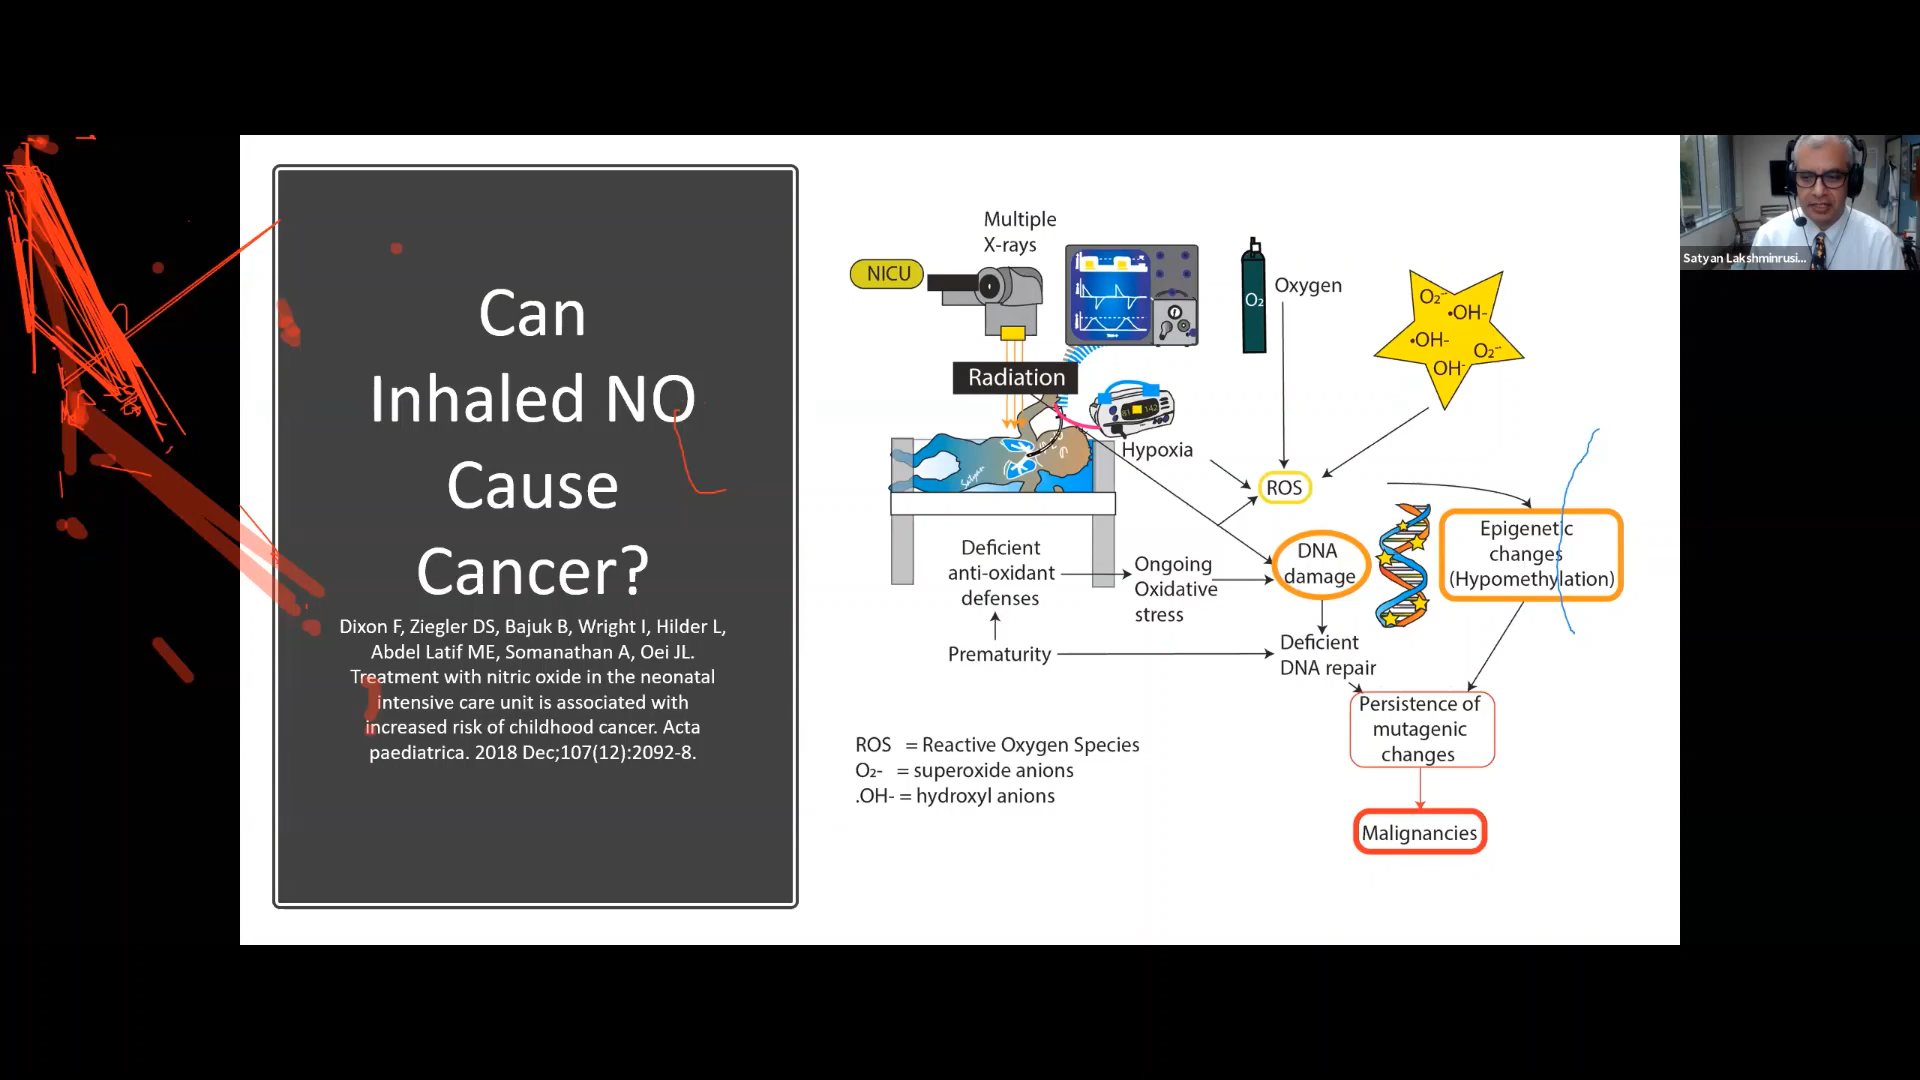 Can
Inhaled NO
Cause
Cancer?
Dixon F, Ziegler DS, Bajuk B, Wright I, Hilder L,
Abdel Latif ME, Somanathan A, Oei JL.
Treatment with nitric oxide in the neonatal
intensive care unit is associated with
increased risk of childhood cancer. Acta
paediatrica. 2018 Dec;107(12):2092-8.
Multiple
X-rays
NICU
Radiation
81 142
Hypoxia
Satyan
O₂
Oxygen
O₂⁻
•OH-
•OH-
O₂⁻
OH-
ROS
Deficient
anti-oxidant
defenses
Ongoing
Oxidative
stress
Prematurity
DNA
damage
Deficient
DNA repair
Epigenetic
changes
(Hypomethylation)
Persistence of
mutagenic
changes
Malignancies
ROS = Reactive Oxygen Species
O₂- = superoxide anions
.OH- = hydroxyl anions
Satyan Lakshminrusi...